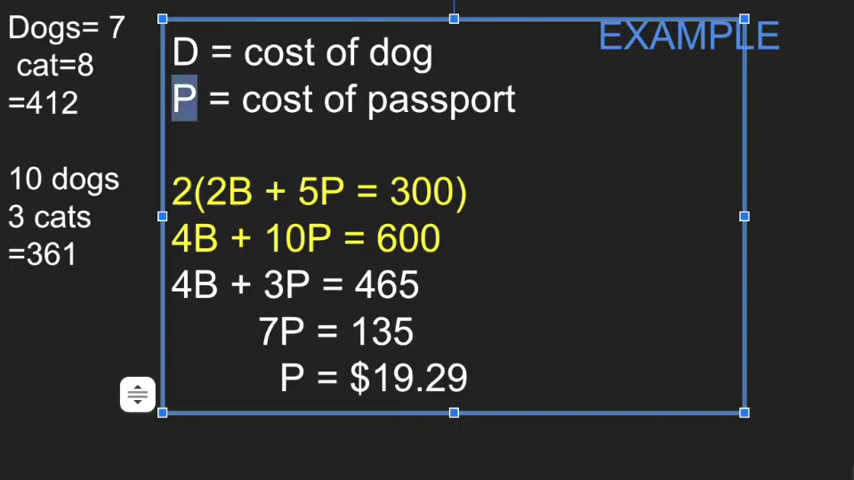 Dogs= 7
cat=8
=412
10 dogs
3 cats
=361
EXAMPLE
D = cost of dog
P = cost of passport
2(2B + 5P = 300)
4B + 10P = 600
4B + 3P = 465
7P = 135
P = $19.29